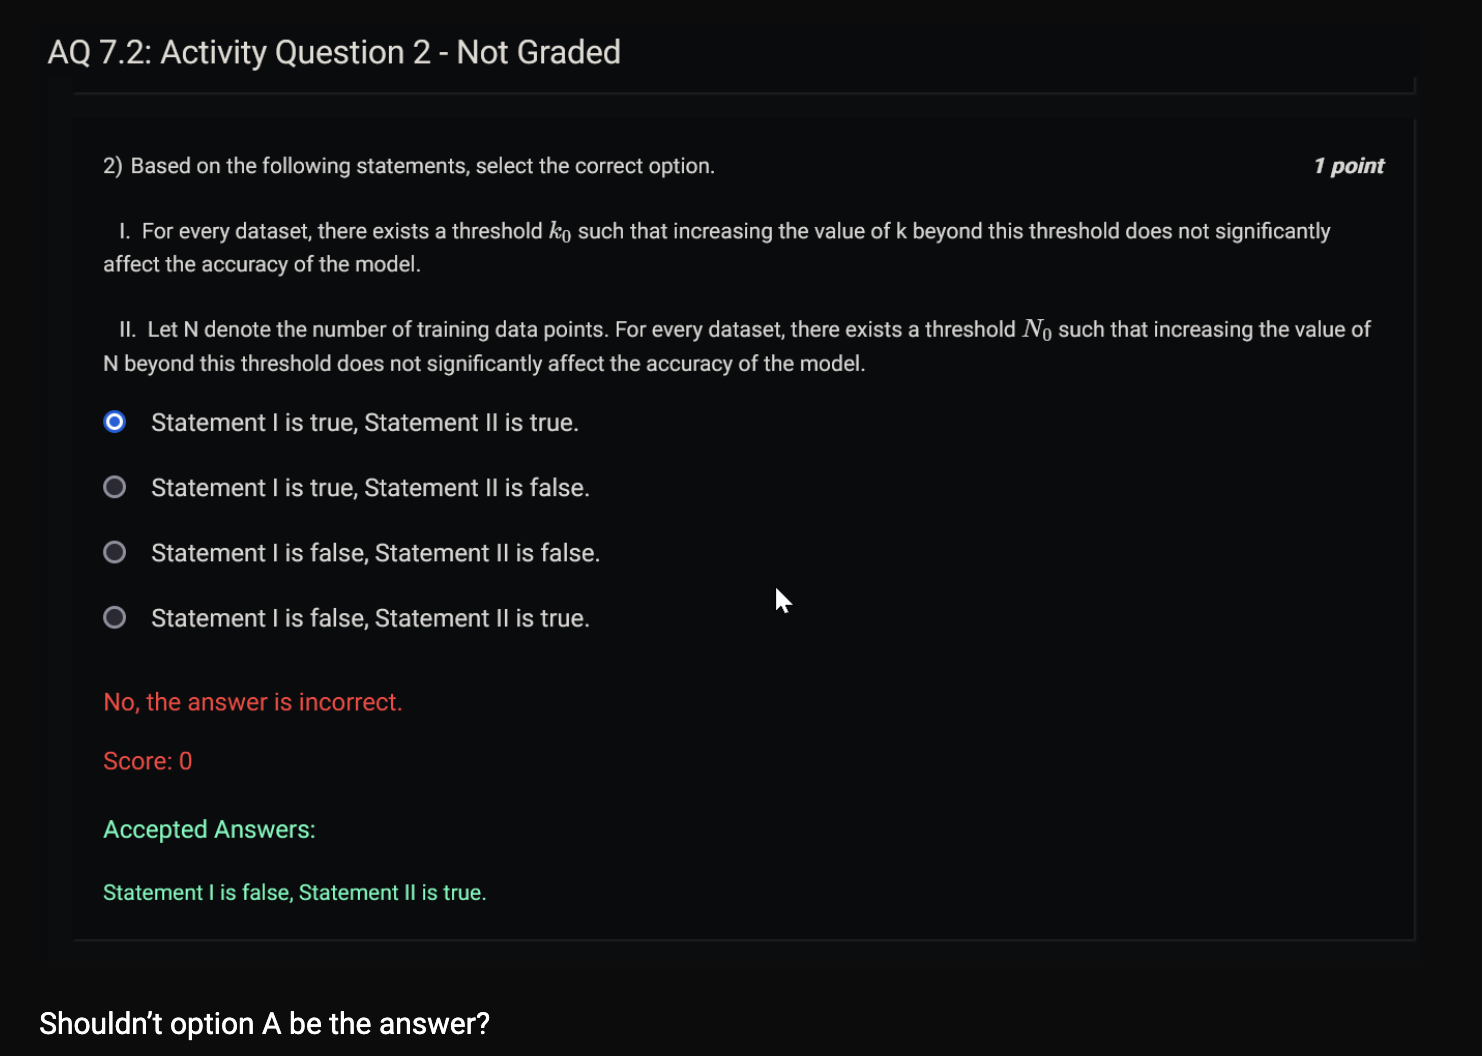 AQ 7.2: Activity Question 2 - Not Graded
2) Based on the following statements, select the correct option.
1 point
I. For every dataset, there exists a threshold k₀ such that increasing the value of k beyond this threshold does not significantly
affect the accuracy of the model.
II. Let N denote the number of training data points. For every dataset, there exists a threshold N₀ such that increasing the value of
N beyond this threshold does not significantly affect the accuracy of the model.
Statement I is true, Statement II is true.
Statement I is true, Statement II is false.
Statement I is false, Statement II is false.
Statement I is false, Statement II is true.
No, the answer is incorrect.
Score: 0
Accepted Answers:
Statement I is false, Statement II is true.
Shouldn’t option A be the answer?